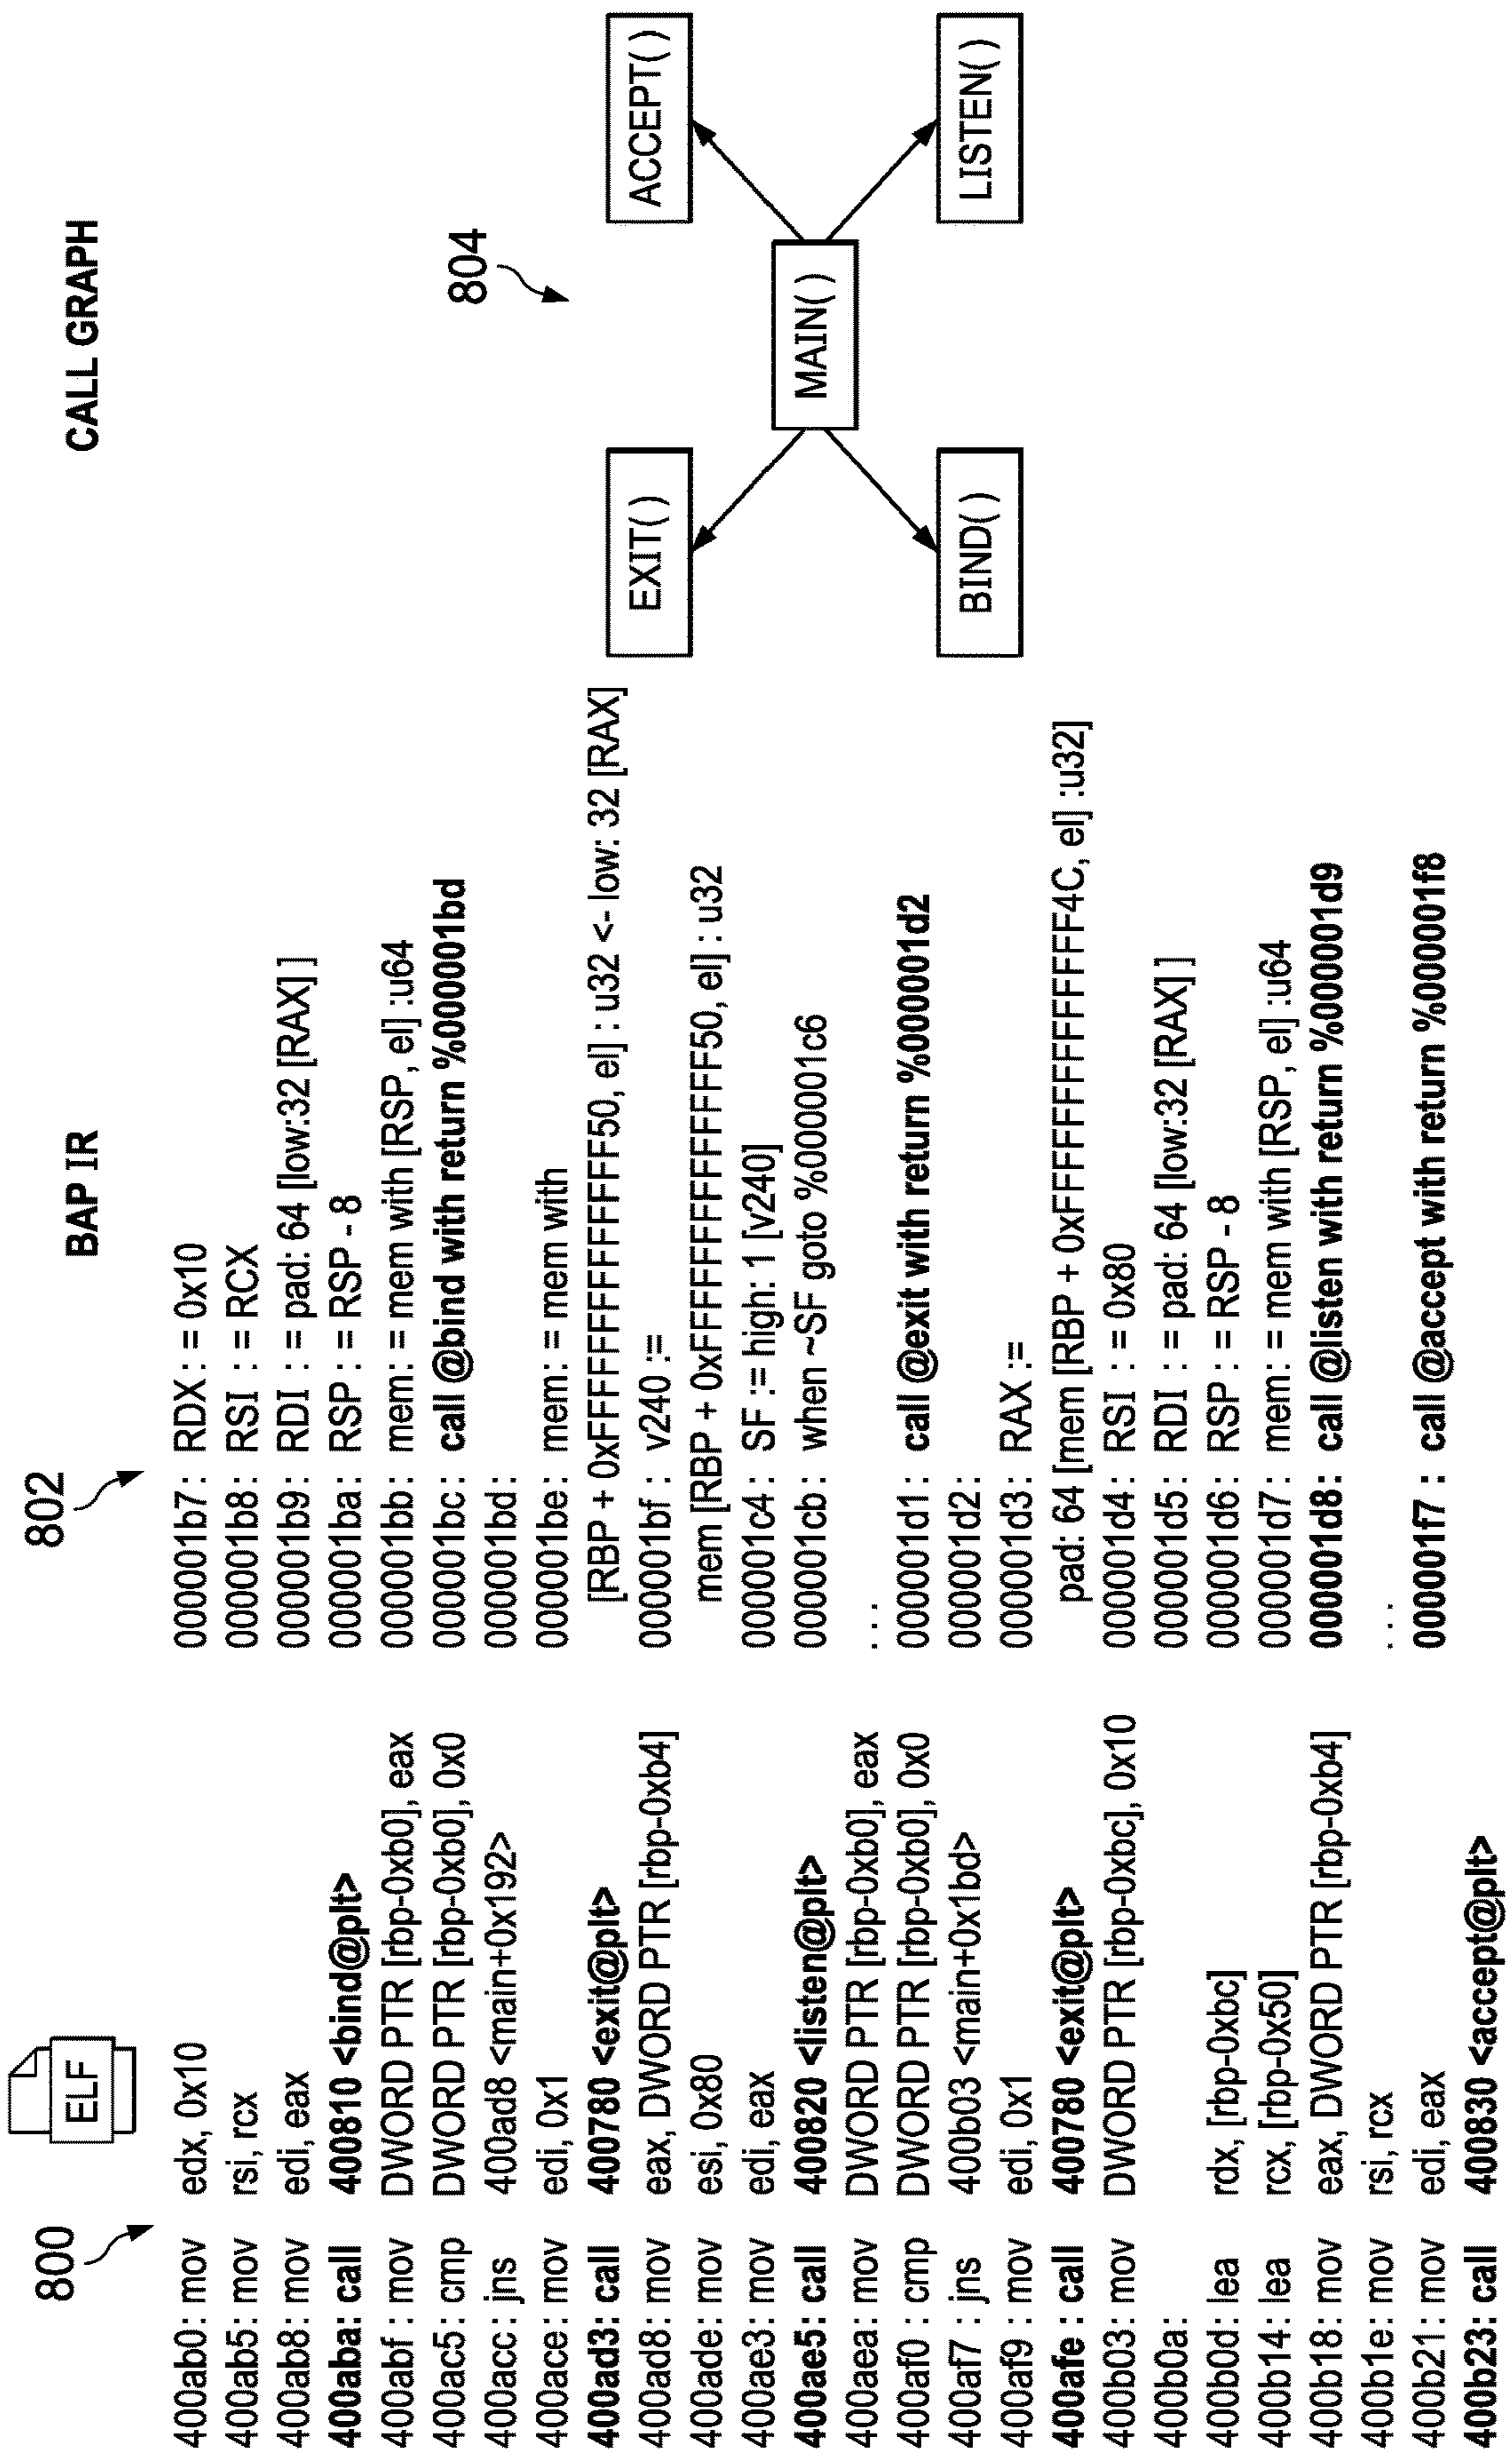 800
ELF
400ab0: mov edx, 0x10
400ab5: mov rsi, rcx
400ab8: mov edi, eax
400aba: call 400810 <bind@plt>
400abf: mov DWORD PTR [rbp-0xb0], eax
400ac5: cmp DWORD PTR [rbp-0xb0], 0x0
400acc: jns 400ad8 <main+0x192>
400ace: mov edi, 0x1
400ad3: call 400780 <exit@plt>
400ad8: mov eax, DWORD PTR [rbp-0xb4]
400ade: mov esi, 0x80
400ae3: mov edi, eax
400ae5: call 400820 <listen@plt>
400aea: mov DWORD PTR [rbp-0xb0], eax
400af0: cmp DWORD PTR [rbp-0xb0], 0x0
400af7: jns 400b03 <main+0x1bd>
400af9: mov edi, 0x1
400afe: call 400780 <exit@plt>
400b03: mov DWORD PTR [rbp-0xbc], 0x10
400b0a:
400b0d: lea rdx, [rbp-0xbc]
400b14: lea rcx, [rbp-0x50]
400b18: mov eax, DWORD PTR [rbp-0xb4]
400b1e: mov rsi, rcx
400b21: mov edi, eax
400b23: call 400830 <accept@plt>
802
BAP IR
000001b7: RDX : = 0x10
000001b8: RSI : = RCX
000001b9: RDI : = pad: 64 [low:32 [RAX] ]
000001ba: RSP : = RSP - 8
000001bb: mem: = mem with [RSP, el] :u64
000001bc: call @bind with return %000001bd
000001bd:
000001be: mem: = mem with
[RBP + 0xFFFFFFFFFFFFFF50, el] : u32 <- low: 32 [RAX]
000001bf : v240 :=
mem [RBP + 0xFFFFFFFFFFFFFF50, el] : u32
000001c4 : SF := high: 1 [v240]
000001cb : when ~SF goto %000001c6
. . .
000001d1 : call @exit with return %000001d2
000001d2:
000001d3: RAX :=
pad: 64 [mem [RBP + 0xFFFFFFFFFFFFFF4C, el] :u32]
000001d4: RSI : = 0x80
000001d5: RDI := pad: 64 [low:32 [RAX] ]
000001d6: RSP : = RSP - 8
000001d7: mem: = mem with [RSP, el] :u64
000001d8: call @listen with return %000001d9
. . .
000001f7 : call @accept with return %000001f8
CALL GRAPH
804
EXIT( )
ACCEPT( )
MAIN( )
BIND( )
LISTEN( )